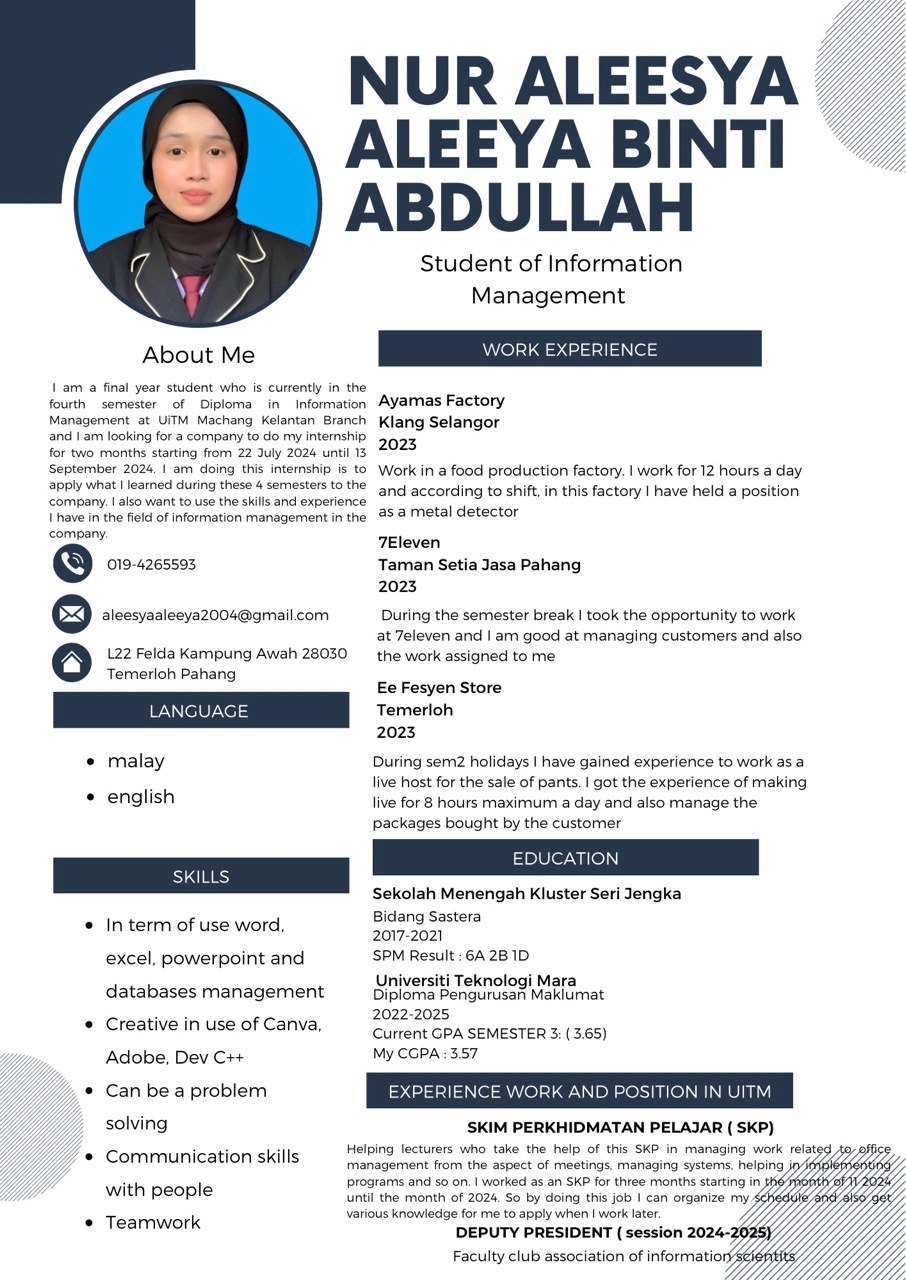 NUR ALEESYA
ALEEYA BINTI
ABDULLAH
Student of Information
Management
About Me
I am a final year student who is currently in the
fourth semester of Diploma in Information
Management at UiTM Machang Kelantan Branch
and I am looking for a company to do my internship
for two months starting from 22 July 2024 until 13
September 2024. I am doing this internship is to
apply what I learned during these 4 semesters to the
company. I also want to use the skills and experience
I have in the field of information management in the
company.
019-4265593
aleesyaaleeya2004@gmail.com
L22 Felda Kampung Awah 28030
Temerloh Pahang
LANGUAGE
• malay
• english
SKILLS
• In term of use word,
excel, powerpoint and
databases management
• Creative in use of Canva,
Adobe, Dev C++
• Can be a problem
solving
• Communication skills
with people
• Teamwork
WORK EXPERIENCE
Ayamas Factory
Klang Selangor
2023
Work in a food production factory. I work for 12 hours a day
and according to shift, in this factory I have held a position
as a metal detector
7Eleven
Taman Setia Jasa Pahang
2023
During the semester break I took the opportunity to work
at 7eleven and I am good at managing customers and also
the work assigned to me
Ee Fesyen Store
Temerloh
2023
During sem2 holidays I have gained experience to work as a
live host for the sale of pants. I got the experience of making
live for 8 hours maximum a day and also manage the
packages bought by the customer
EDUCATION
Sekolah Menengah Kluster Seri Jengka
Bidang Sastera
2017-2021
SPM Result : 6A 2B 1D
Universiti Teknologi Mara
Diploma Pengurusan Maklumat
2022-2025
Current GPA SEMESTER 3: ( 3.65)
My CGPA : 3.57
EXPERIENCE WORK AND POSITION IN UITM
SKIM PERKHIDMATAN PELAJAR ( SKP)
Helping lecturers who take the help of this SKP in managing work related to office
management from the aspect of meetings, managing systems, helping in implementing
programs and so on. I worked as an SKP for three months starting in the month of 11 2024
until the month of 2024. So by doing this job I can organize my schedule and also get
various knowledge for me to apply when I work later.
DEPUTY PRESIDENT ( session 2024-2025)
Faculty club association of information scientits